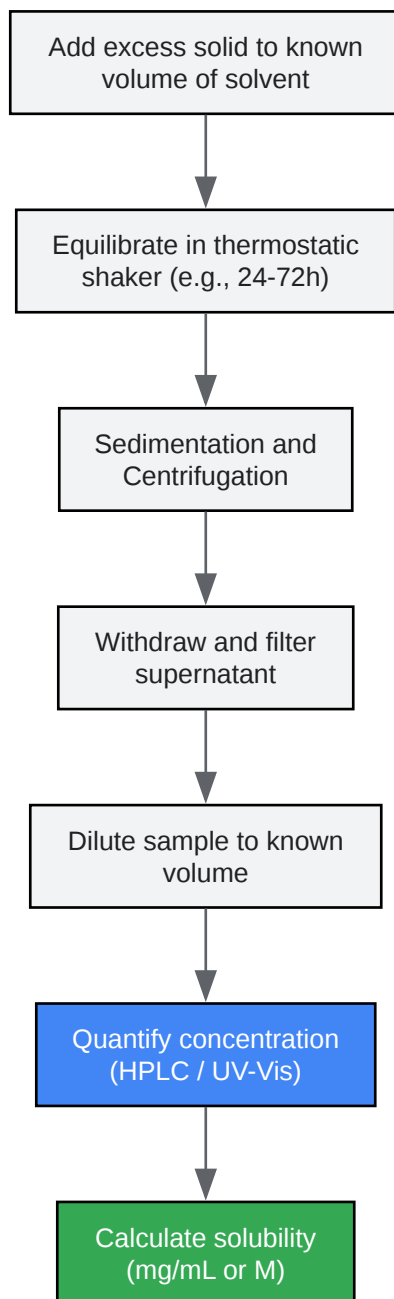 Add excess solid to known
volume of solvent
Equilibrate in thermostatic
shaker (e.g., 24-72h)
Sedimentation and
Centrifugation
Withdraw and filter
supernatant
Dilute sample to known
volume
Quantify concentration
(HPLC / UV-Vis)
Calculate solubility
(mg/mL or M)